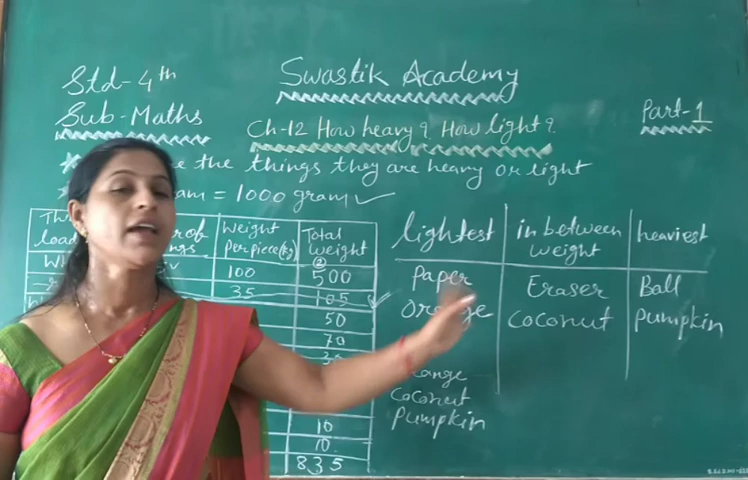 Std-4th
Swastik Academy
Sub-Maths
Ch-12 How heavy? How light?
Part-1
the things they are heavy or light
= 1000 gram ✓
Weight Per piece(kg)
Total weight
100
500
35
105
50
70
10
10
835
lightest
in between weight
heaviest
Paper
Eraser
Ball
Orange
Coconut
Pumpkin
Coconut
Pumpkin